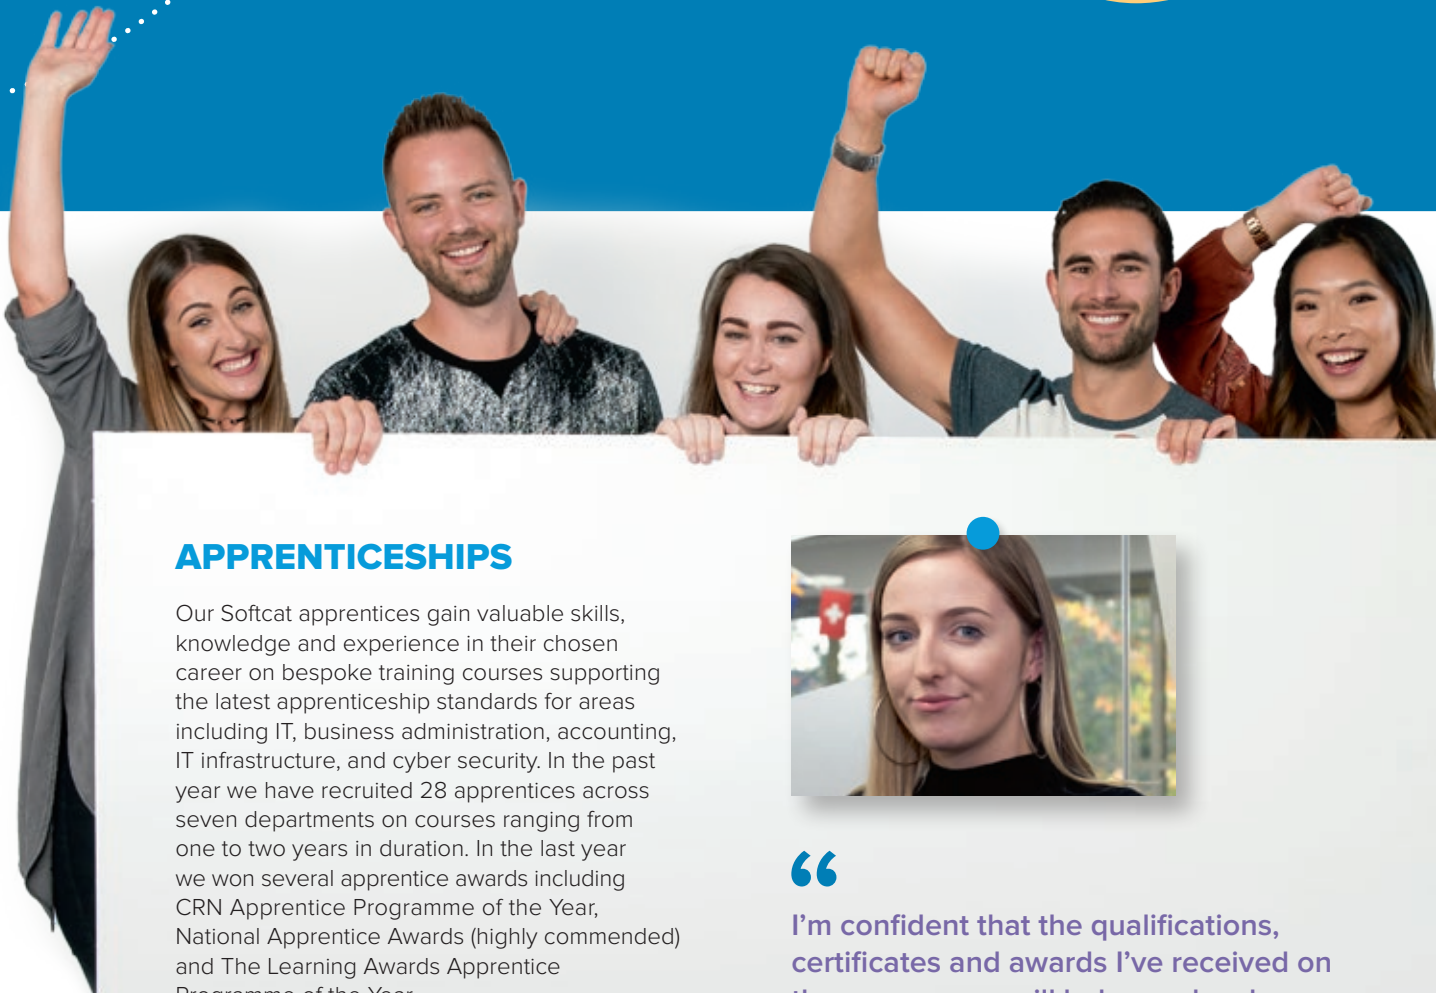 APPRENTICESHIPS
Our Softcat apprentices gain valuable skills,
knowledge and experience in their chosen
career on bespoke training courses supporting
the latest apprenticeship standards for areas
including IT, business administration, accounting,
IT infrastructure, and cyber security. In the past
year we have recruited 28 apprentices across
seven departments on courses ranging from
one to two years in duration. In the last year
we won several apprentice awards including
CRN Apprentice Programme of the Year,
National Apprentice Awards (highly commended)
and The Learning Awards Apprentice
Programme of the Year
“
I’m confident that the qualifications,
certificates and awards I’ve received on